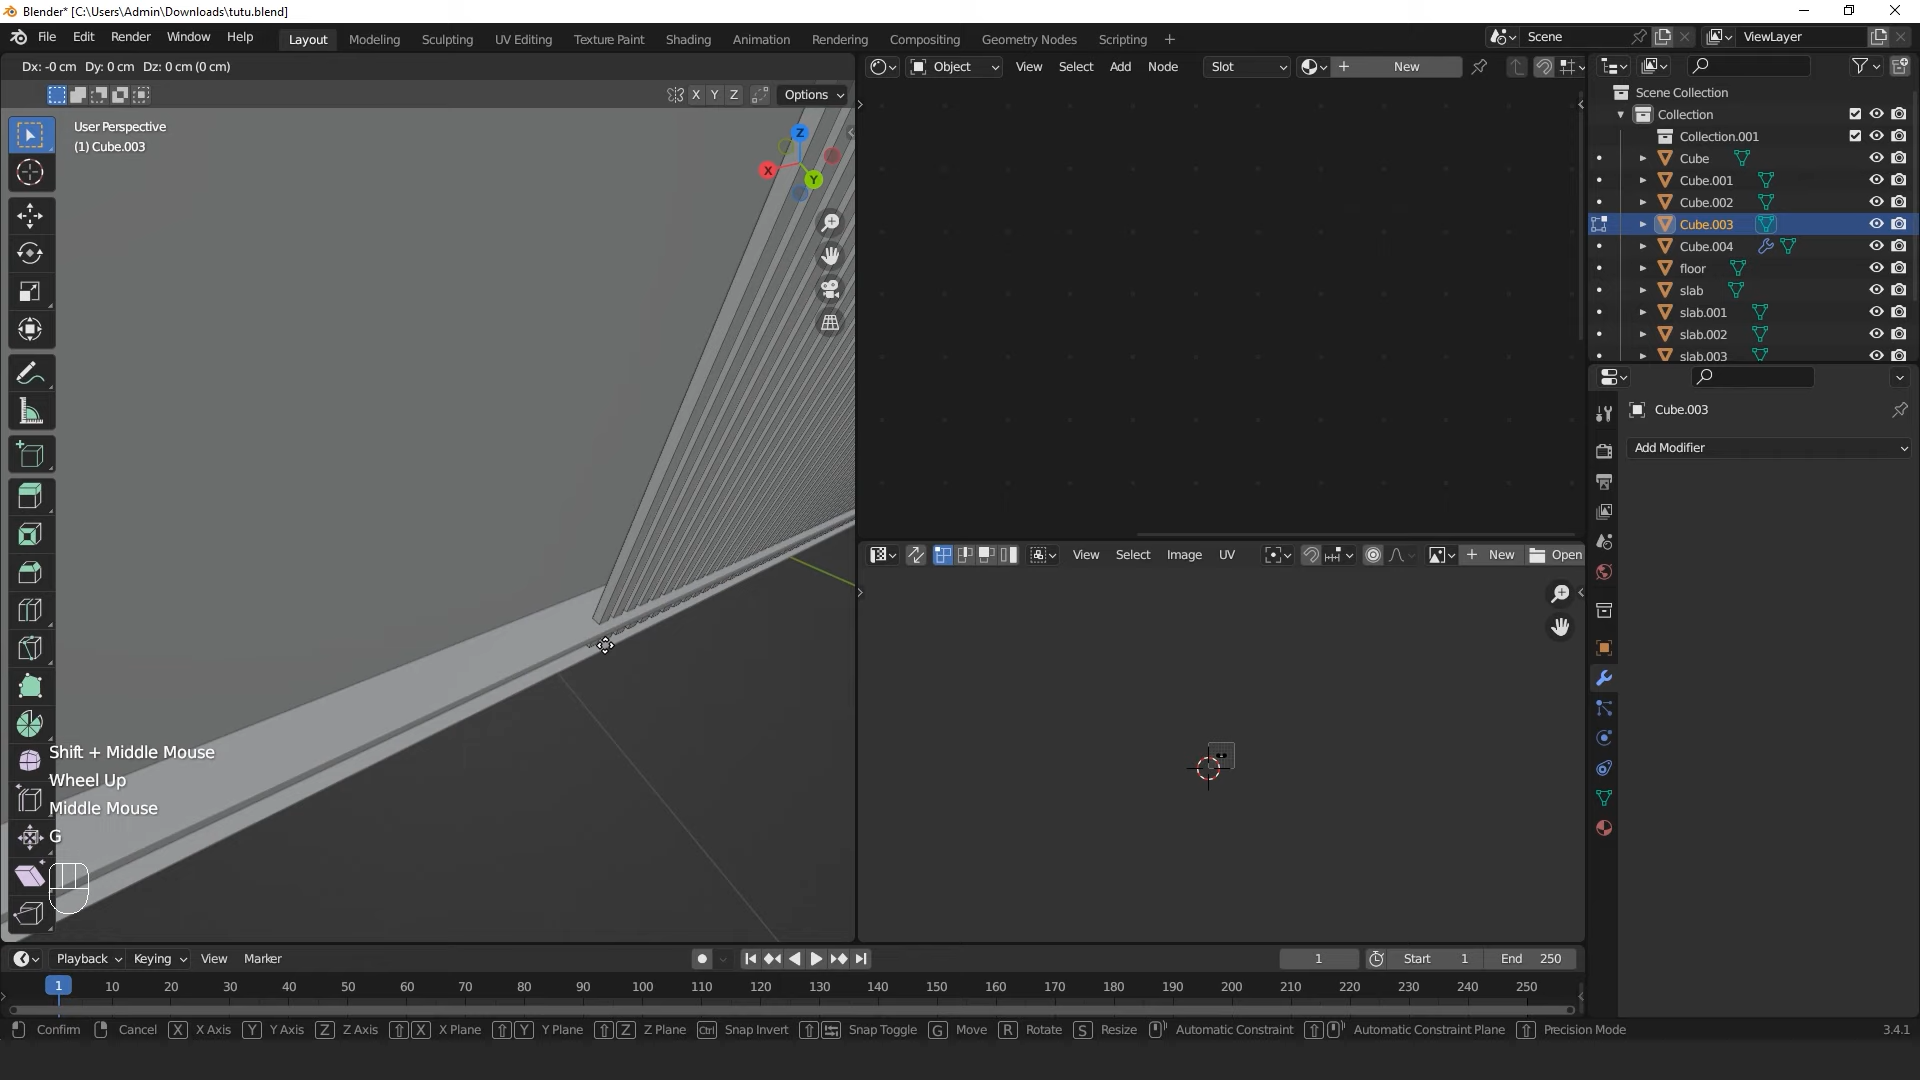 Blender* [C:\Users\Admin\Downloads\tutu.blend]
File Edit Render Window Help Layout Modeling Sculpting UV Editing Texture Paint Shading Animation Rendering Compositing Geometry Nodes Scripting + Scene ViewLayer
Dx: -0 cm Dy: 0 cm Dz: 0 cm (0 cm) Object View Select Add Node Slot New
X Y Z Options
User Perspective
(1) Cube.003
Z
X
Y
Scene Collection
Collection
Collection.001
Cube
Cube.001
Cube.002
Cube.003
Cube.004
floor
slab
slab.001
slab.002
slab.003
Cube.003
Add Modifier
View Select Image UV New Open
Shift + Middle Mouse
Wheel Up
Middle Mouse
G
Playback Keying View Marker 1 Start 1 End 250
1 10 20 30 40 50 60 70 80 90 100 110 120 130 140 150 160 170 180 190 200 210 220 230 240 250
Confirm Cancel X X Axis Y Y Axis Z Z Axis X X Plane Y Y Plane Z Z Plane Ctrl Snap Invert Snap Toggle G Move R Rotate S Resize Automatic Constraint Automatic Constraint Plane Precision Mode 3.4.1